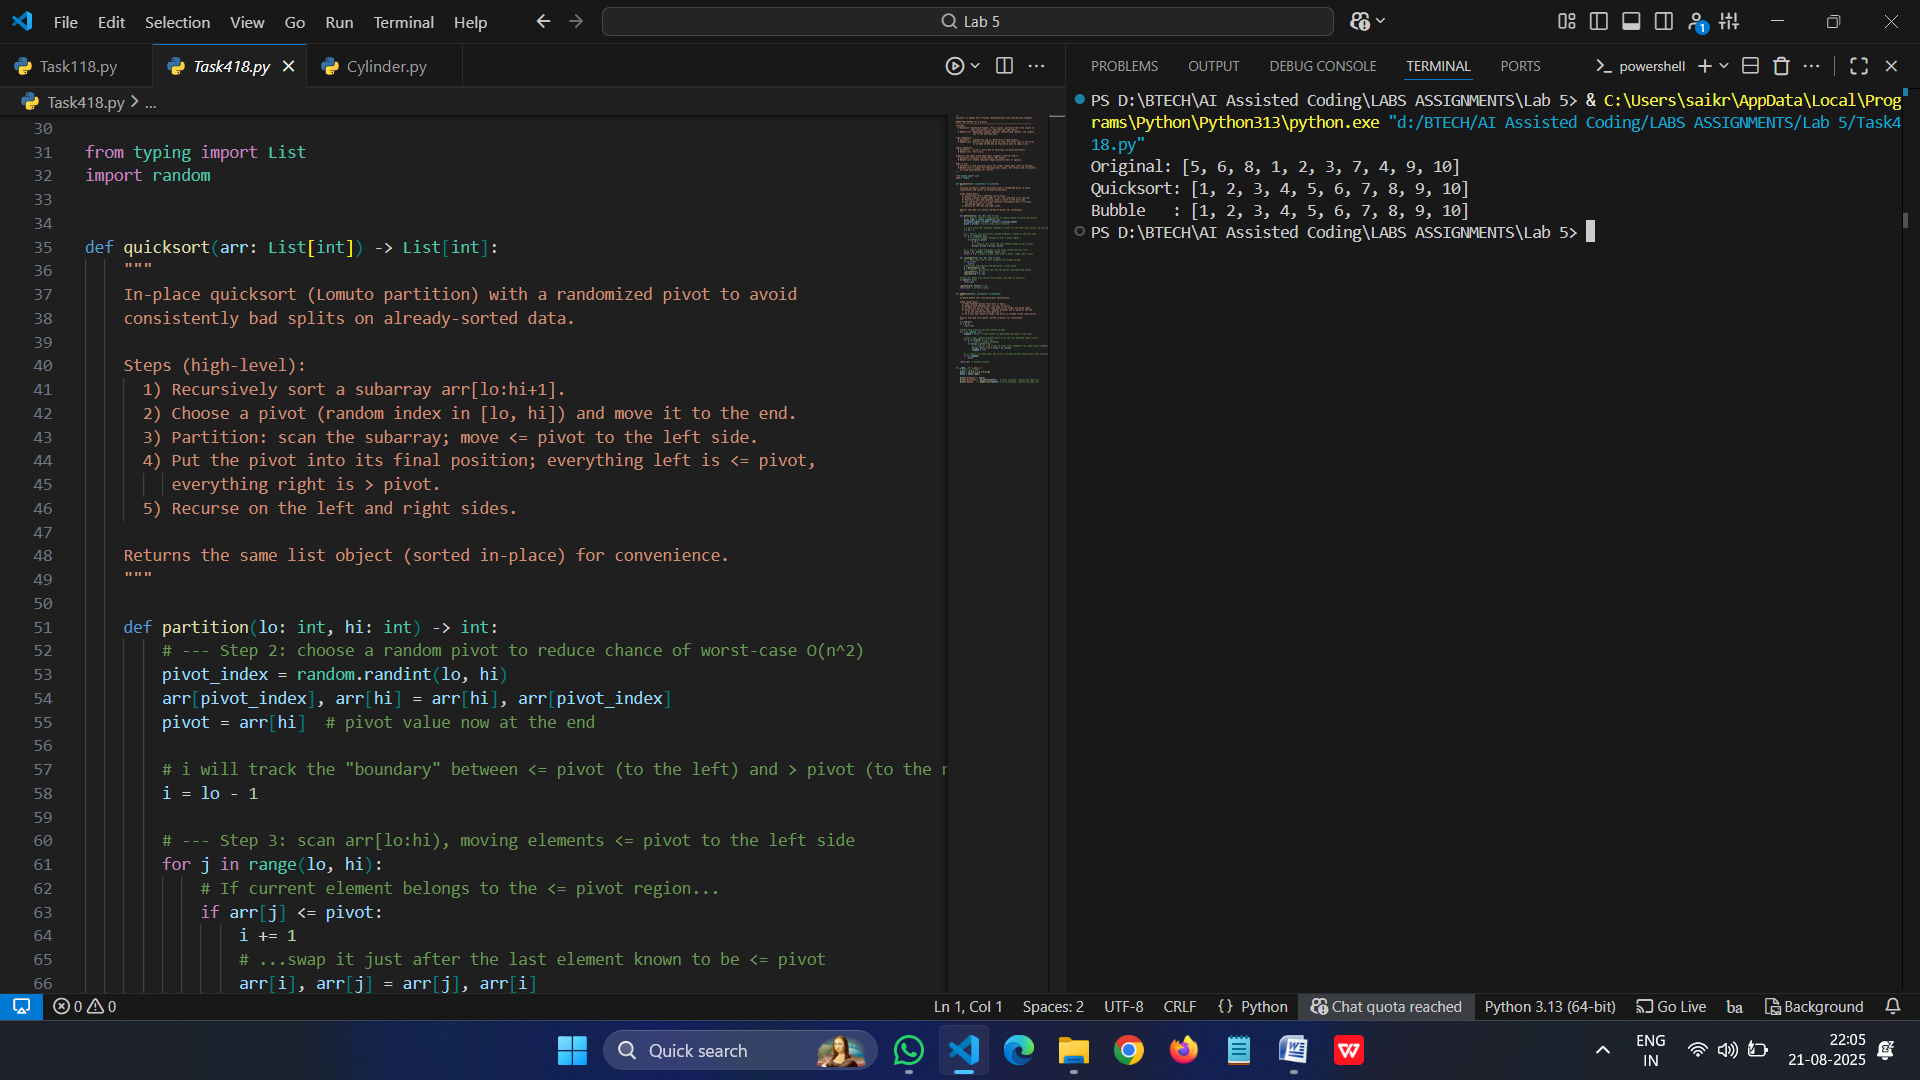 File Edit Selection View Go Run Terminal Help
Lab 5
1
Task118.py
Task418.py
Cylinder.py
Task418.py > ...
30
31 from typing import List
32 import random
33
34
35 def quicksort(arr: List[int]) -> List[int]:
36 """
37 In-place quicksort (Lomuto partition) with a randomized pivot to avoid
38 consistently bad splits on already-sorted data.
39
40 Steps (high-level):
41 1) Recursively sort a subarray arr[lo:hi+1].
42 2) Choose a pivot (random index in [lo, hi]) and move it to the end.
43 3) Partition: scan the subarray; move <= pivot to the left side.
44 4) Put the pivot into its final position; everything left is <= pivot,
45 everything right is > pivot.
46 5) Recurse on the left and right sides.
47
48 Returns the same list object (sorted in-place) for convenience.
49 """
50
51 def partition(lo: int, hi: int) -> int:
52 # --- Step 2: choose a random pivot to reduce chance of worst-case O(n^2)
53 pivot_index = random.randint(lo, hi)
54 arr[pivot_index], arr[hi] = arr[hi], arr[pivot_index]
55 pivot = arr[hi]  # pivot value now at the end
56
57 # i will track the "boundary" between <= pivot (to the left) and > pivot (to the r
58 i = lo - 1
59
60 # --- Step 3: scan arr[lo:hi), moving elements <= pivot to the left side
61 for j in range(lo, hi):
62 # If current element belongs to the <= pivot region...
63 if arr[j] <= pivot:
64 i += 1
65 # ...swap it just after the last element known to be <= pivot
66 arr[i], arr[j] = arr[j], arr[i]
PROBLEMS OUTPUT DEBUG CONSOLE TERMINAL PORTS
powershell
PS D:\BTECH\AI Assisted Coding\LABS ASSIGNMENTS\Lab 5> & C:\Users\saikr\AppData\Local\Prog
rams\Python\Python313\python.exe "d:/BTECH/AI Assisted Coding/LABS ASSIGNMENTS/Lab 5/Task4
18.py"
Original: [5, 6, 8, 1, 2, 3, 7, 4, 9, 10]
Quicksort: [1, 2, 3, 4, 5, 6, 7, 8, 9, 10]
Bubble   : [1, 2, 3, 4, 5, 6, 7, 8, 9, 10]
PS D:\BTECH\AI Assisted Coding\LABS ASSIGNMENTS\Lab 5>
0 0
Ln 1, Col 1 Spaces: 2 UTF-8 CRLF {} Python Chat quota reached Python 3.13 (64-bit) Go Live ba Background
Quick search
ENG
IN
22:05
21-08-2025